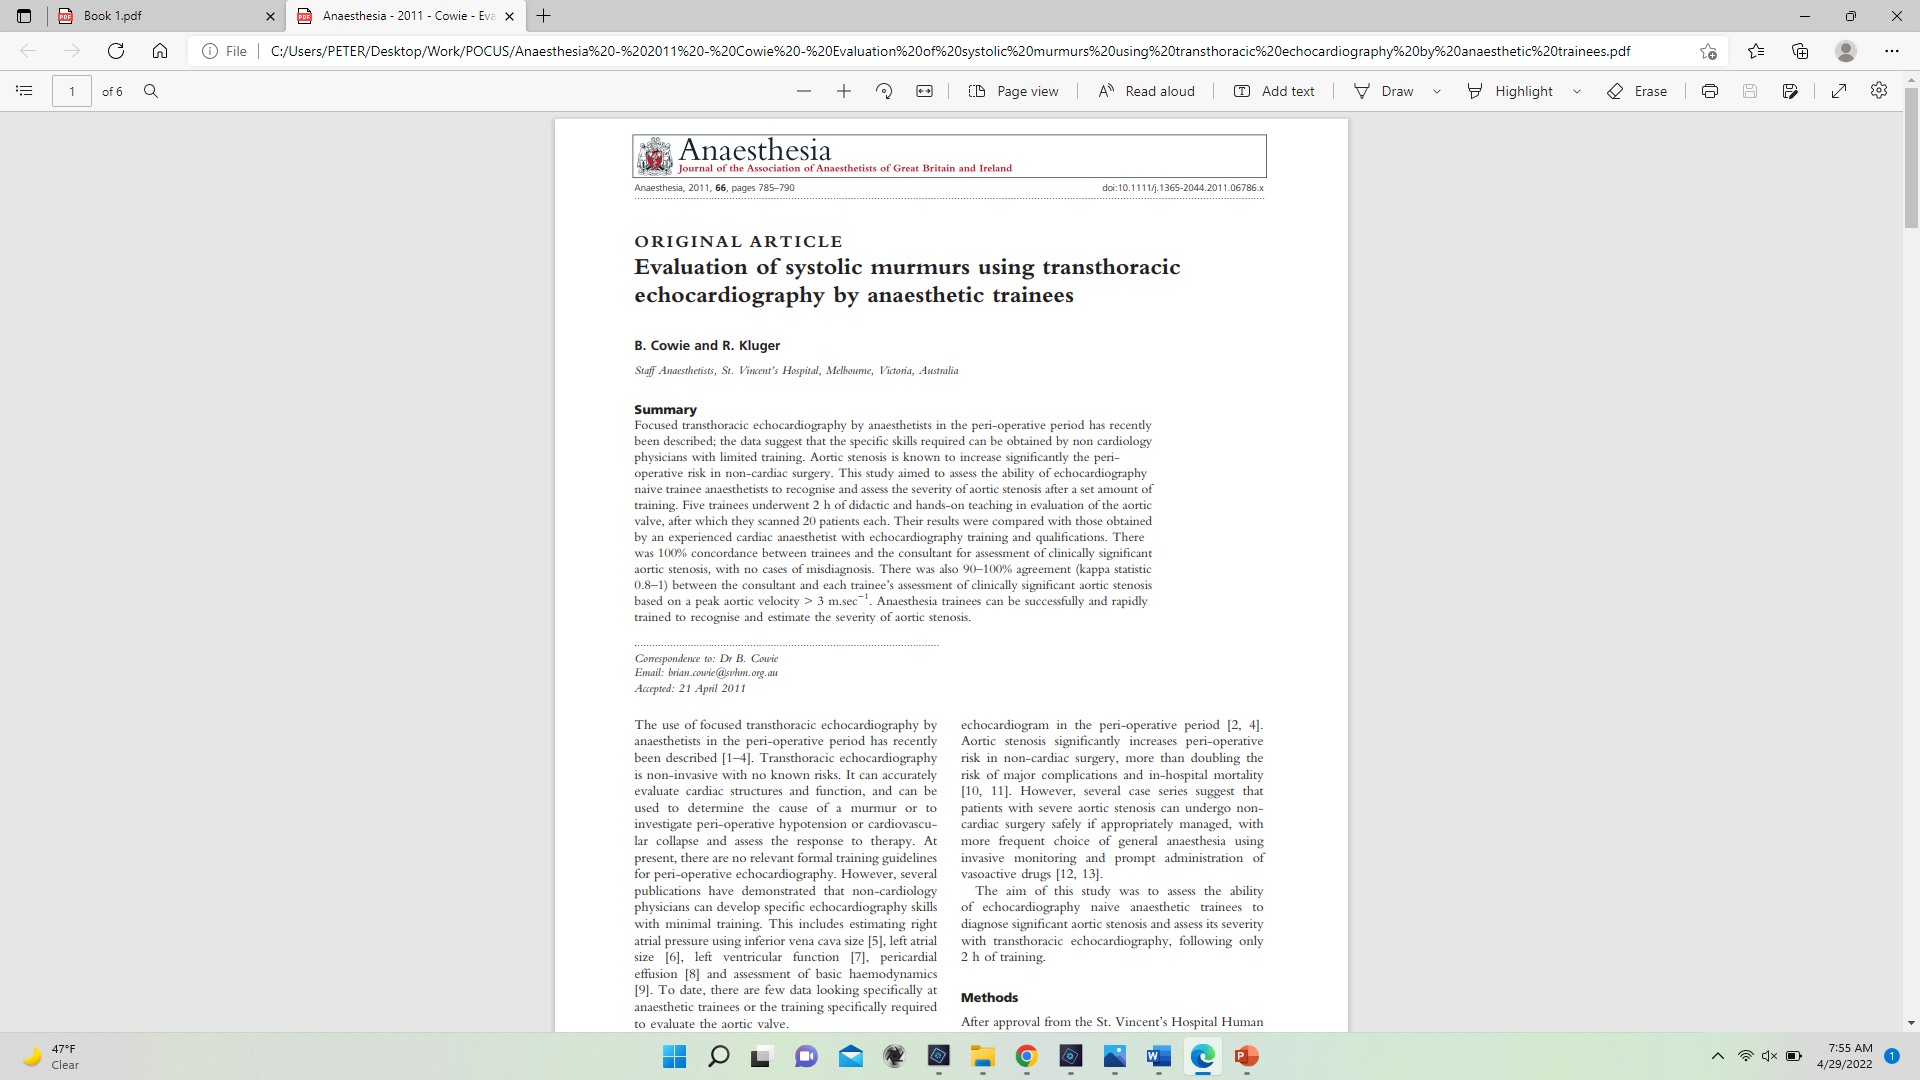 Book 1.pdf
Anaesthesia - 2011 - Cowie - Eva
File
C:/Users/PETER/Desktop/Work/POCUS/Anaesthesia%20-%202011%20-%20Cowie%20-%20Evaluation%20of%20systolic%20murmurs%20using%20transthoracic%20echocardiography%20by%20anaesthetic%20trainees.pdf
1
of 6
Page view
Read aloud
Add text
Draw
Highlight
Erase
Anaesthesia
Journal of the Association of Anaesthetists of Great Britain and Ireland
Anaesthesia, 2011, 66, pages 785–790
doi:10.1111/j.1365-2044.2011.06786.x
ORIGINAL ARTICLE
Evaluation of systolic murmurs using transthoracic
echocardiography by anaesthetic trainees
B. Cowie and R. Kluger
Staff Anaesthetists, St. Vincent's Hospital, Melbourne, Victoria, Australia
Summary
Focused transthoracic echocardiography by anaesthetists in the peri-operative period has recently
been described; the data suggest that the specific skills required can be obtained by non cardiology
physicians with limited training. Aortic stenosis is known to increase significantly the peri-
operative risk in non-cardiac surgery. This study aimed to assess the ability of echocardiography
naive trainee anaesthetists to recognise and assess the severity of aortic stenosis after a set amount of
training. Five trainees underwent 2 h of didactic and hands-on teaching in evaluation of the aortic
valve, after which they scanned 20 patients each. Their results were compared with those obtained
by an experienced cardiac anaesthetist with echocardiography training and qualifications. There
was 100% concordance between trainees and the consultant for assessment of clinically significant
aortic stenosis, with no cases of misdiagnosis. There was also 90–100% agreement (kappa statistic
0.8–1) between the consultant and each trainee's assessment of clinically significant aortic stenosis
based on a peak aortic velocity > 3 m.sec⁻¹. Anaesthesia trainees can be successfully and rapidly
trained to recognise and estimate the severity of aortic stenosis.
Correspondence to: Dr B. Cowie
Email: brian.cowie@svhm.org.au
Accepted: 21 April 2011
The use of focused transthoracic echocardiography by
anaesthetists in the peri-operative period has recently
been described [1–4]. Transthoracic echocardiography
is non-invasive with no known risks. It can accurately
evaluate cardiac structures and function, and can be
used to determine the cause of a murmur or to
investigate peri-operative hypotension or cardiovascu-
lar collapse and assess the response to therapy. At
present, there are no relevant formal training guidelines
for peri-operative echocardiography. However, several
publications have demonstrated that non-cardiology
physicians can develop specific echocardiography skills
with minimal training. This includes estimating right
atrial pressure using inferior vena cava size [5], left atrial
size [6], left ventricular function [7], pericardial
effusion [8] and assessment of basic haemodynamics
[9]. To date, there are few data looking specifically at
anaesthetic trainees or the training specifically required
to evaluate the aortic valve.
echocardiogram in the peri-operative period [2, 4].
Aortic stenosis significantly increases peri-operative
risk in non-cardiac surgery, more than doubling the
risk of major complications and in-hospital mortality
[10, 11]. However, several case series suggest that
patients with severe aortic stenosis can undergo non-
cardiac surgery safely if appropriately managed, with
more frequent choice of general anaesthesia using
invasive monitoring and prompt administration of
vasoactive drugs [12, 13].
The aim of this study was to assess the ability
of echocardiography naive anaesthetic trainees to
diagnose significant aortic stenosis and assess its severity
with transthoracic echocardiography, following only
2 h of training.
Methods
After approval from the St. Vincent's Hospital Human
47°F
Clear
7:55 AM
4/29/2022
1